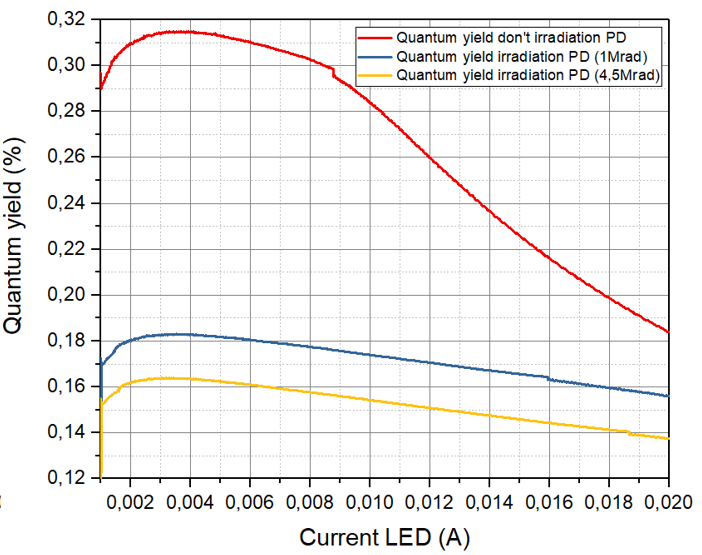 0,32
0,30
0,28
0,26
0,24
0,22
0,20
0,18
0,16
0,14
0,12
Quantum yield (%)
Quantum yield don't irradiation PD
Quantum yield irradiation PD (1Mrad)
Quantum yield irradiation PD (4,5Mrad)
0,002 0,004 0,006 0,008 0,010 0,012 0,014 0,016 0,018 0,020
Current LED (A)